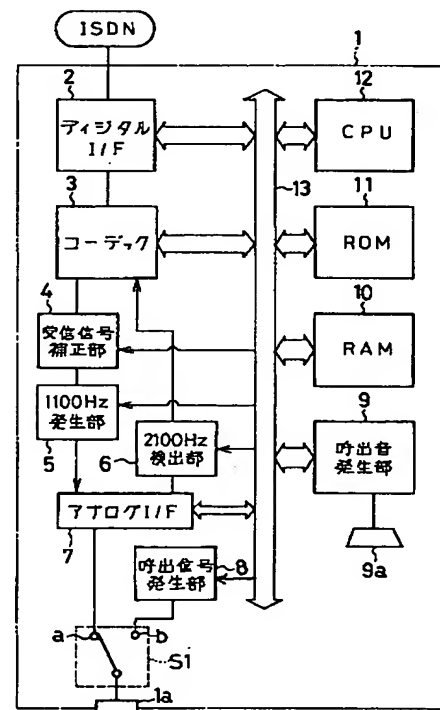 ISDN
1
2
ディジタル
I/F
12
CPU
13
3
コーデック
11
ROM
4
受信信号
補正部
10
RAM
1100Hz
発生部
5
2100Hz
検出部
6
9
呼出音
発生部
アナログI/F
7
9a
呼出信号
発生部
8
a
b
S1
1a